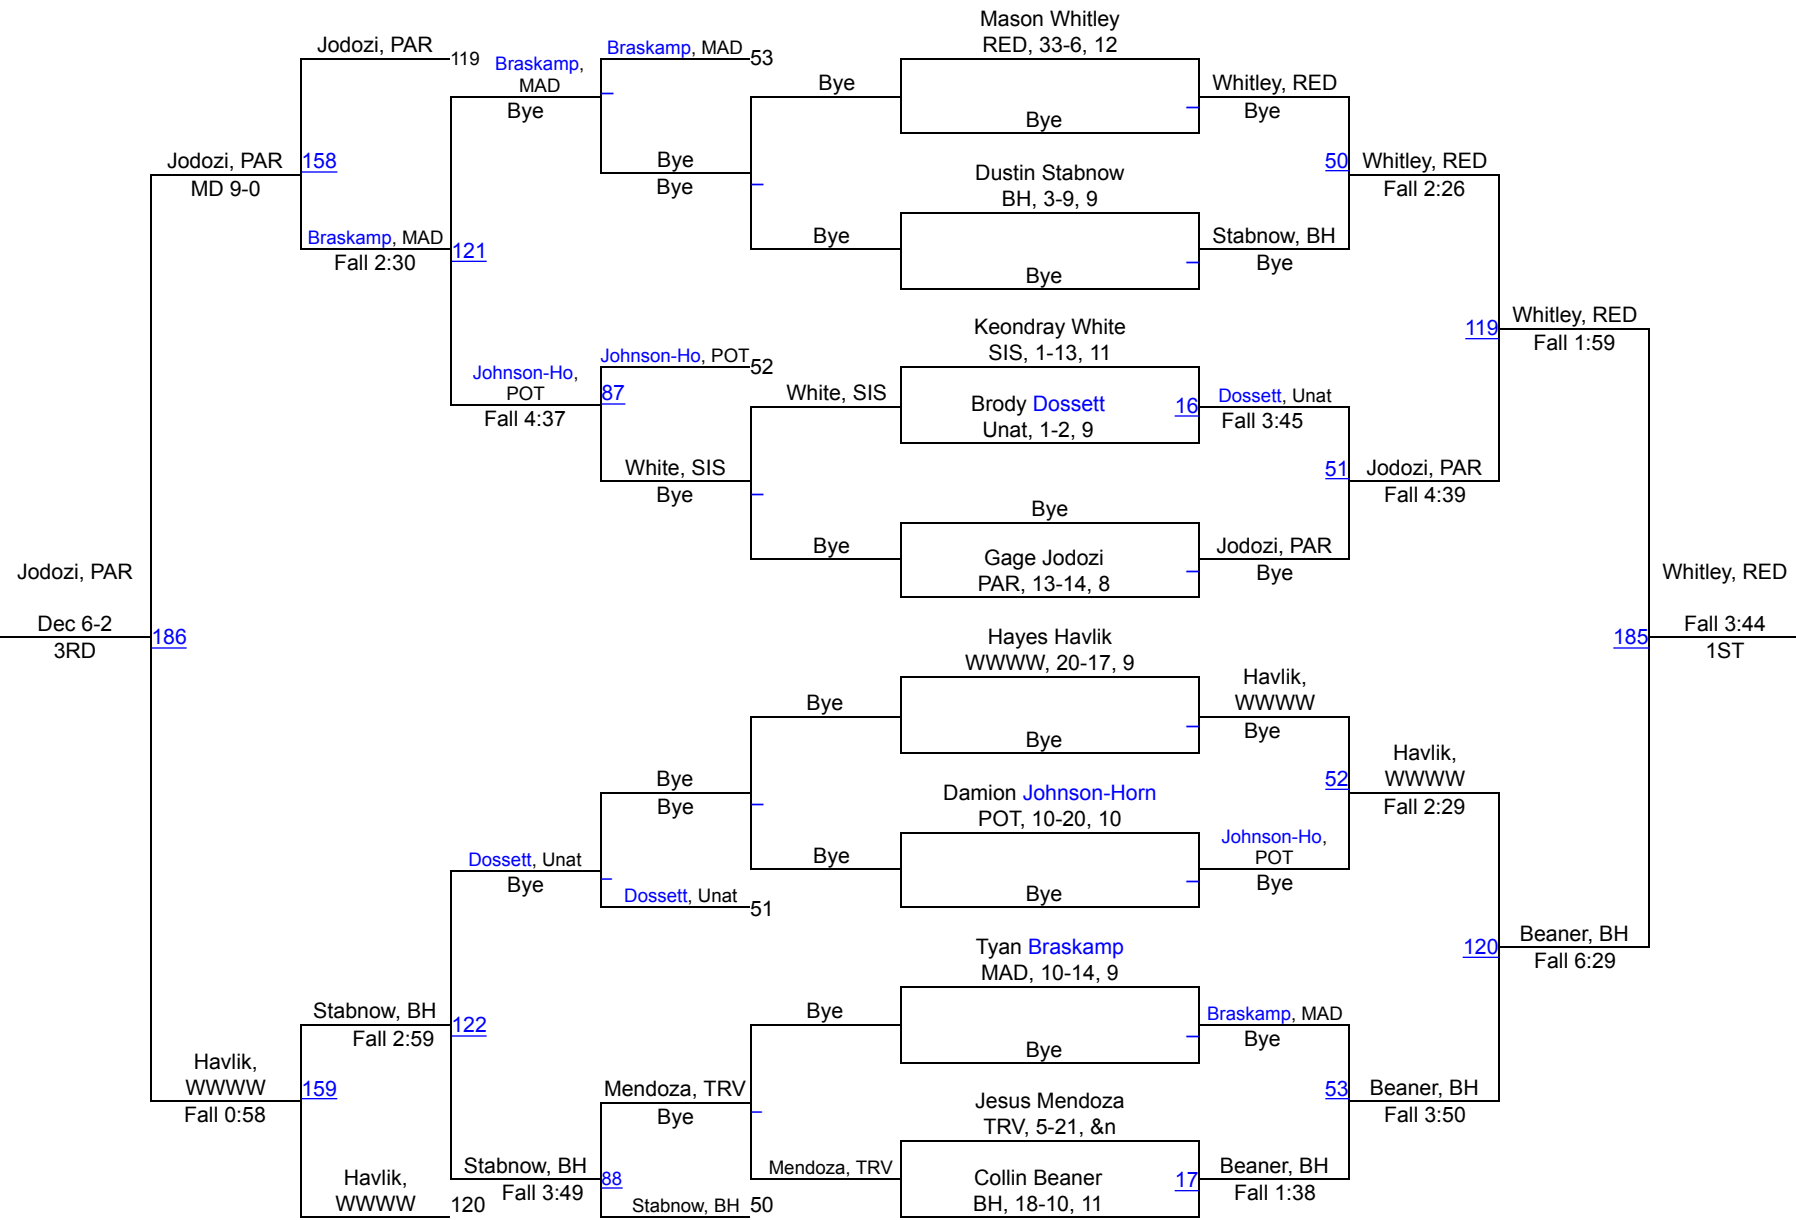 Mason Whitley
RED, 33-6, 12
Jodozi, PAR
119
Braskamp,
MAD
Bye
Braskamp, MAD
53
Bye
Bye
Whitley, RED
Bye
Jodozi, PAR
MD 9-0
158
Bye
Bye
Dustin Stabnow
BH, 3-9, 9
50
Whitley, RED
Fall 2:26
Braskamp, MAD
Fall 2:30
121
Bye
Bye
Stabnow, BH
Bye
Keondray White
SIS, 1-13, 11
119
Whitley, RED
Fall 1:59
Johnson-Ho,
POT
Fall 4:37
Johnson-Ho, POT
52
87
White, SIS
Brody Dossett
Unat, 1-2, 9
16
Dossett, Unat
Fall 3:45
White, SIS
Bye
51
Jodozi, PAR
Fall 4:39
Bye
Bye
Gage Jodozi
PAR, 13-14, 8
Jodozi, PAR
Bye
Jodozi, PAR
Dec 6-2
3RD
186
Whitley, RED
185
Fall 3:44
1ST
Hayes Havlik
WWWW, 20-17, 9
Bye
Bye
Havlik,
WWWW
Bye
Bye
Bye
Damion Johnson-Horn
POT, 10-20, 10
52
Havlik,
WWWW
Fall 2:29
Dossett, Unat
Bye
Dossett, Unat
51
Bye
Bye
Johnson-Ho,
POT
Bye
Tyan Braskamp
MAD, 10-14, 9
120
Beaner, BH
Fall 6:29
Stabnow, BH
Fall 2:59
122
Bye
Bye
Braskamp, MAD
Bye
Havlik,
WWWW
Fall 0:58
159
Mendoza, TRV
Bye
Jesus Mendoza
TRV, 5-21, &n
53
Beaner, BH
Fall 3:50
Havlik,
WWWW
120
Stabnow, BH
Fall 3:49
88
Stabnow, BH
50
Mendoza, TRV
Collin Beaner
BH, 18-10, 11
17
Beaner, BH
Fall 1:38